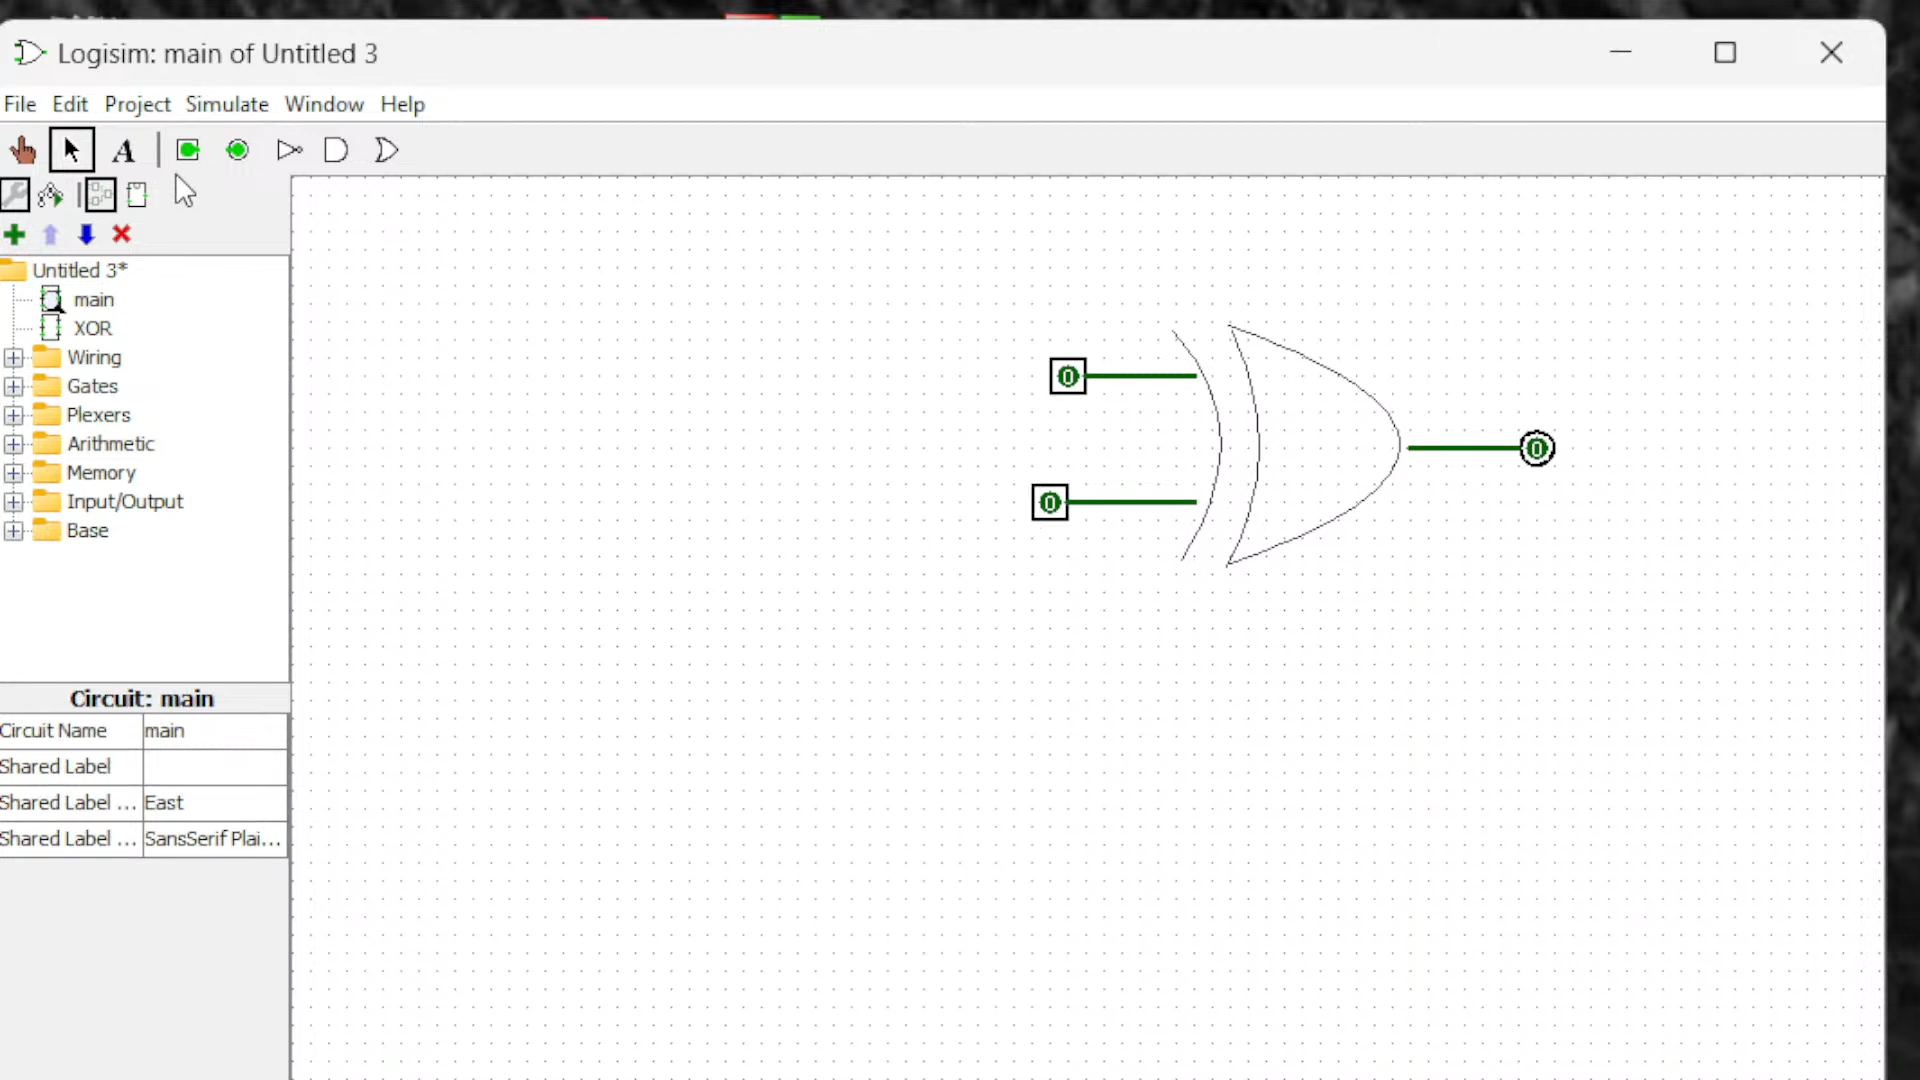 Logisim: main of Untitled 3
File Edit Project Simulate Window Help
A
Untitled 3*
main
XOR
Wiring
Gates
Plexers
Arithmetic
Memory
Input/Output
Base
Circuit: main
Circuit Name main
Shared Label
Shared Label ... East
Shared Label ... SansSerif Plai...
0
0
0